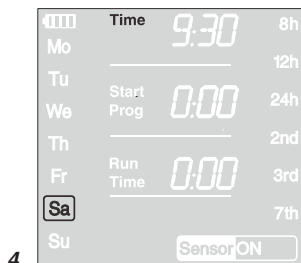 Time 9:30 8h
Mo
12h
Tu
Start
We Prog 0:00 24h
Th 2nd
Run
Fr Time 0:00 3rd
Sa 7th
Su Sensor ON
4